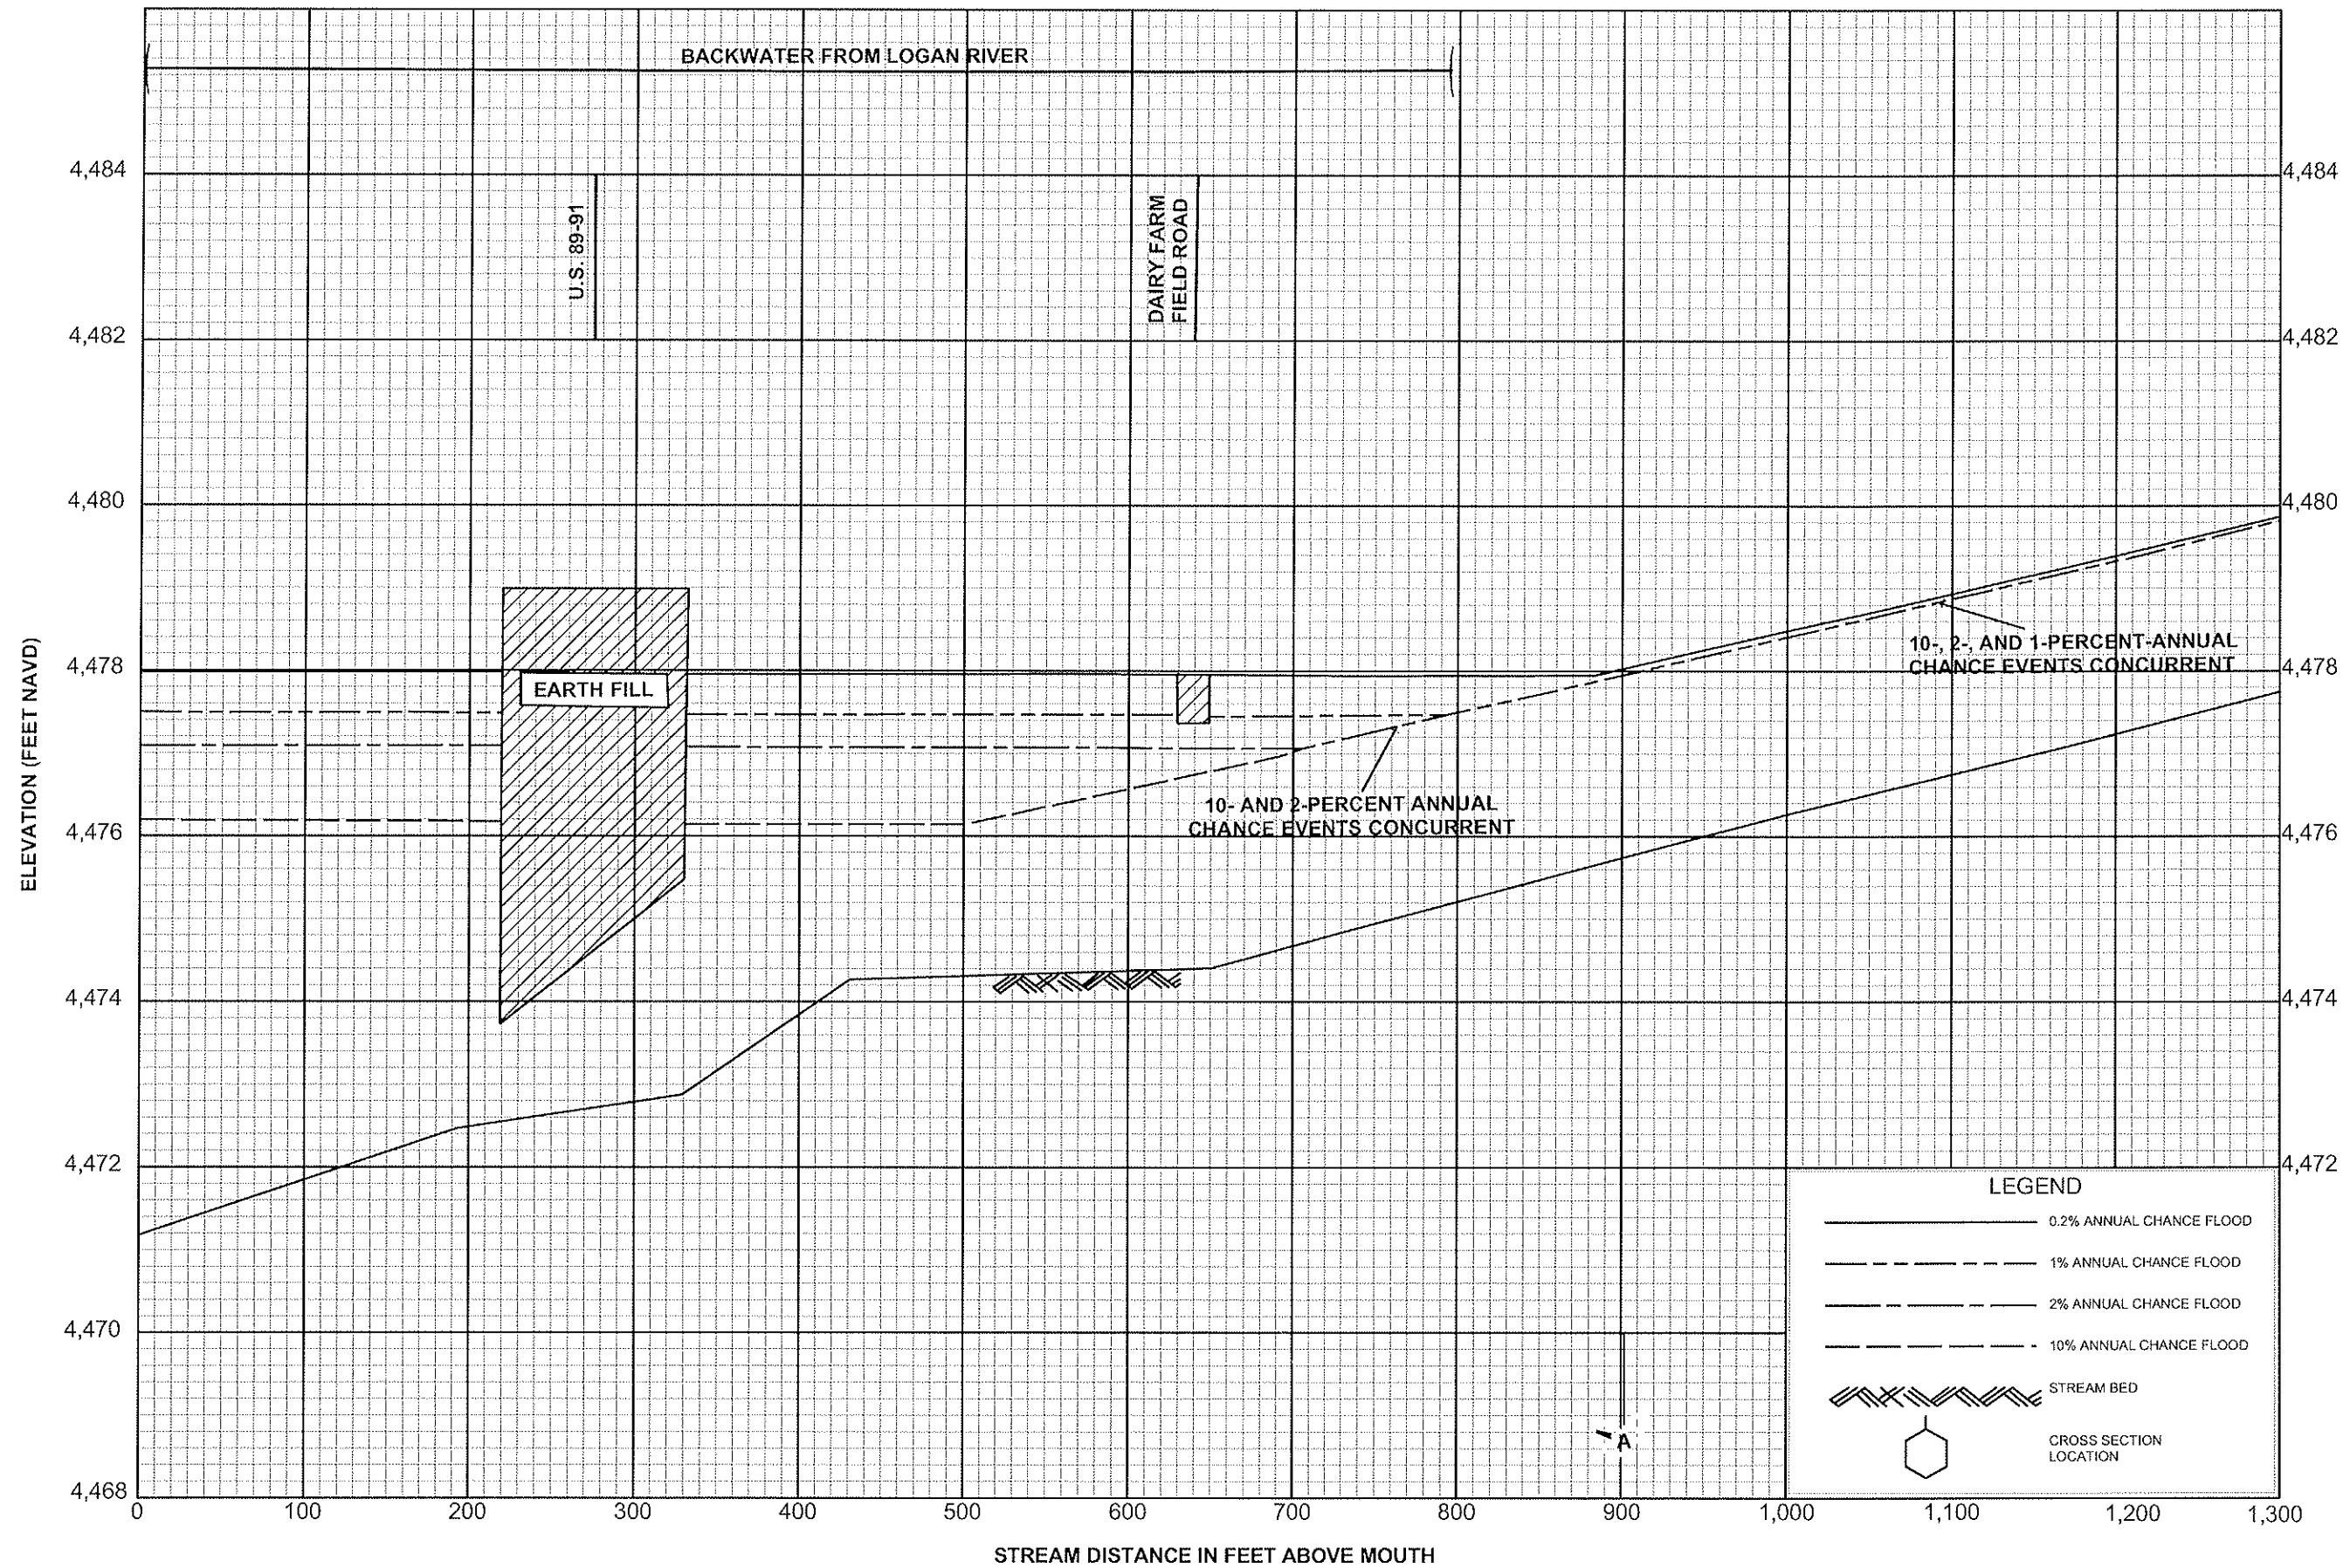 BACKWATER FROM LOGAN RIVER
4,484
4,484
U.S. 89-91
DAIRY FARM
FIELD ROAD
4,482
4,482
4,480
4,480
ELEVATION (FEET NAVD)
10-, 2-, AND 1-PERCENT-ANNUAL
CHANCE EVENTS CONCURRENT
4,478
4,478
EARTH FILL
10- AND 2-PERCENT ANNUAL
CHANCE EVENTS CONCURRENT
4,476
4,476
4,474
4,474
4,472
4,472
LEGEND
0.2% ANNUAL CHANCE FLOOD
1% ANNUAL CHANCE FLOOD
2% ANNUAL CHANCE FLOOD
10% ANNUAL CHANCE FLOOD
STREAM BED
CROSS SECTION
LOCATION
4,470
A
4,468
0 100 200 300 400 500 600 700 800 900 1,000 1,100 1,200 1,300
STREAM DISTANCE IN FEET ABOVE MOUTH